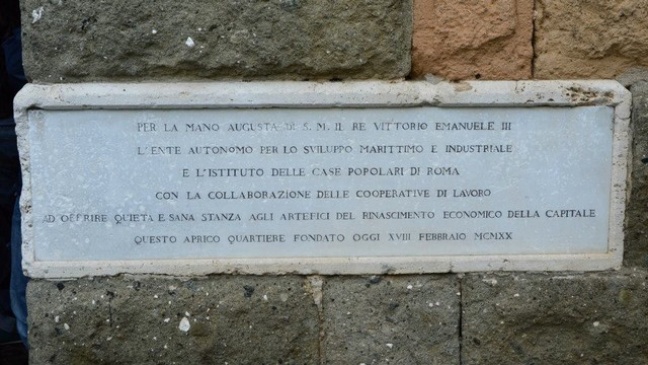 PER LA MANO AUGUSTA DI S. M. IL RE VITTORIO EMANUELE III
L'ENTE AUTONOMO PER LO SVILUPPO MARITTIMO E INDUSTRIALE
E L'ISTITUTO DELLE CASE POPOLARI DI ROMA
CON LA COLLABORAZIONE DELLE COOPERATIVE DI LAVORO
AD OFFRIRE QUIETA E SANA STANZA AGLI ARTEFICI DEL RINASCIMENTO ECONOMICO DELLA CAPITALE
QUESTO APRICO QUARTIERE FONDATO OGGI XVIII FEBBRAIO MCMXX